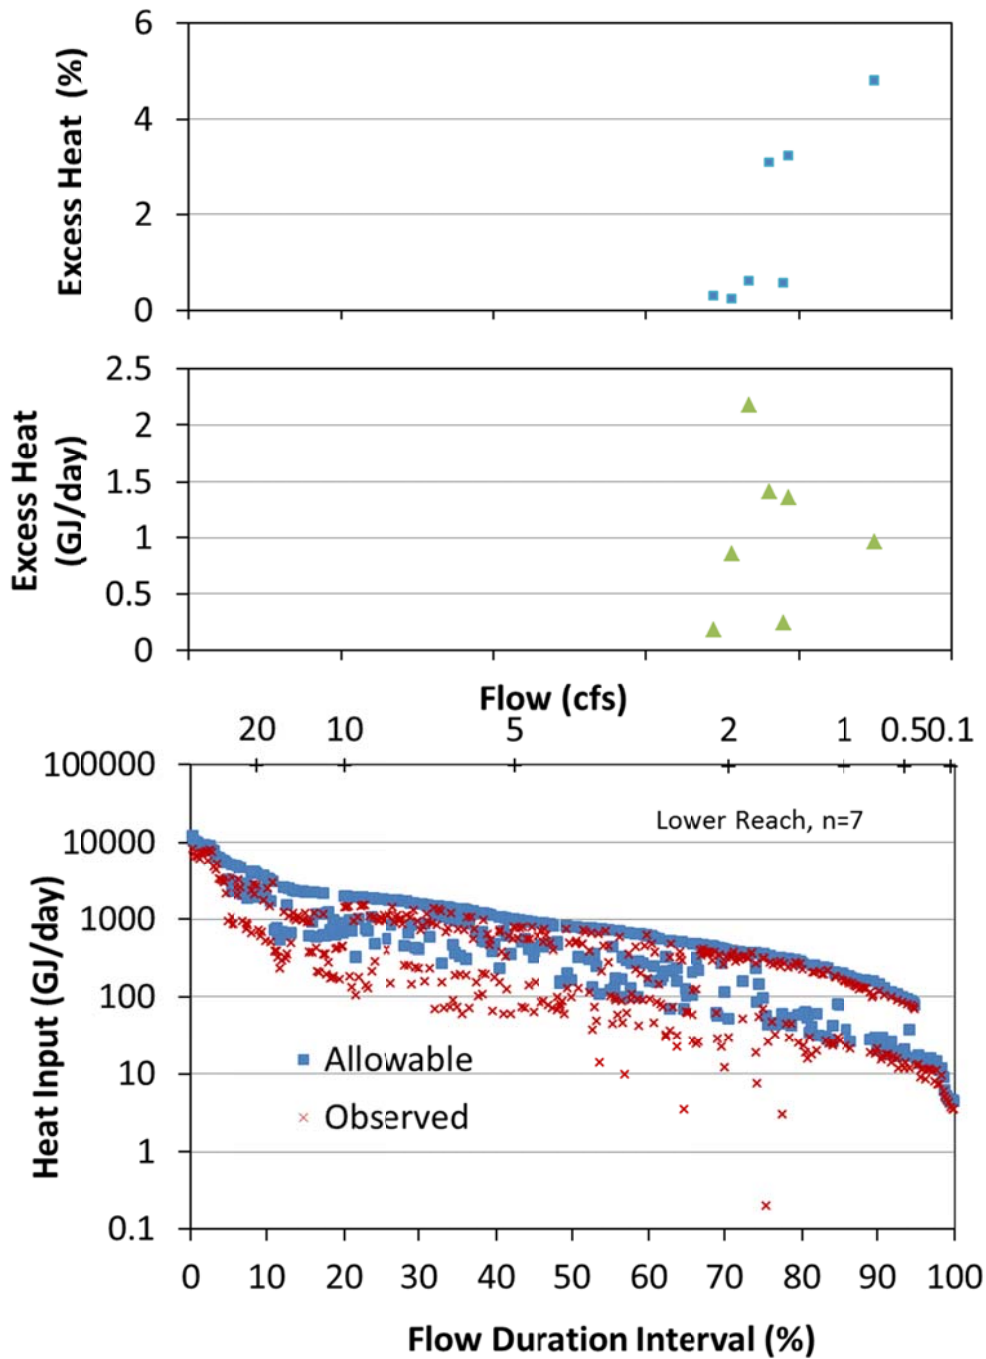 Excess Heat (%)
6
4
2
0
Excess Heat
(GJ/day)
2.5
2
1.5
1
0.5
0
Flow (cfs)
20 10 5 2 1 0.5 0.1
Heat Input (GJ/day)
100000
10000
1000
100
10
1
0.1
Lower Reach, n=7
Allowable
Observed
0 10 20 30 40 50 60 70 80 90 100
Flow Duration Interval (%)